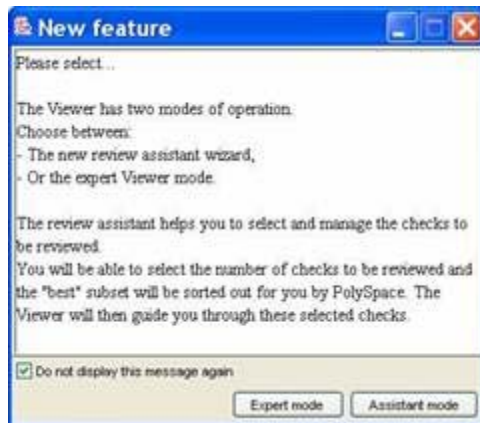 New feature
Please select...
The Viewer has two modes of operation.
Choose between:
- The new review assistant wizard,
- Or the expert Viewer mode.
The review assistant helps you to select and manage the checks to
be reviewed.
You will be able to select the number of checks to be reviewed and
the "best" subset will be sorted out for you by PolySpace. The
Viewer will then guide you through these selected checks.
Do not display this message again
Expert mode Assistant mode